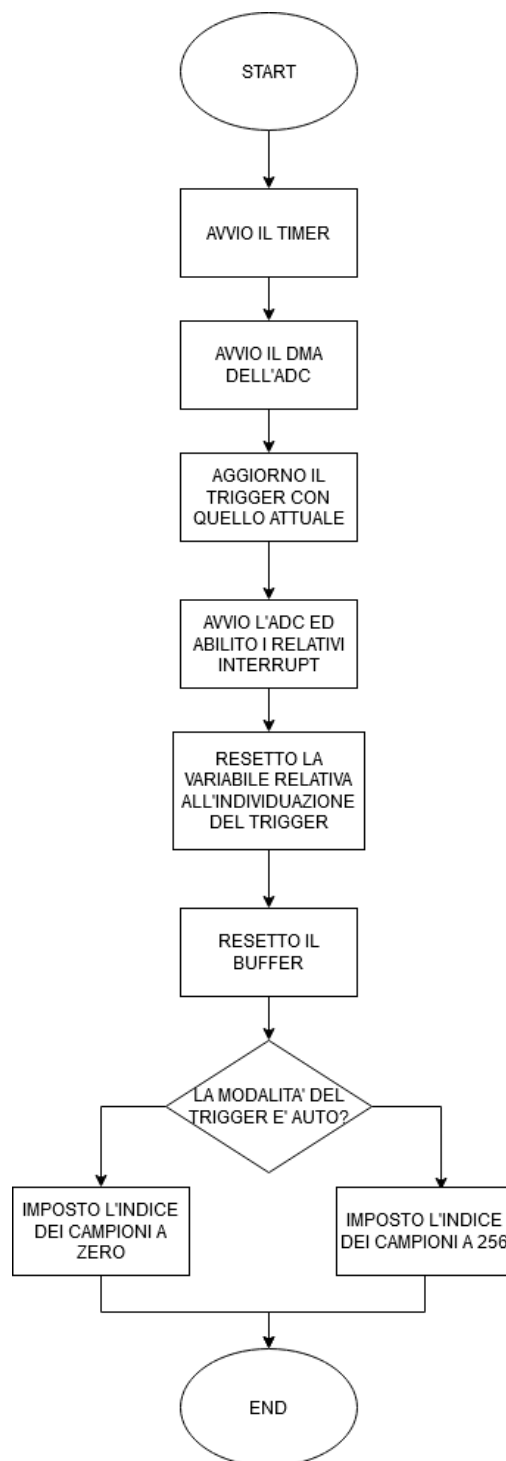 START
AVVIO IL TIMER
AVVIO IL DMA
DELL'ADC
AGGIORNO IL
TRIGGER CON
QUELLO ATTUALE
AVVIO L'ADC ED
ABILITO I RELATIVI
INTERRUPT
RESETTO LA
VARIABILE RELATIVA
ALL'INDIVIDUAZIONE
DEL TRIGGER
RESETTO IL
BUFFER
LA MODALITA' DEL
TRIGGER E' AUTO?
IMPOSTO L'INDICE
DEI CAMPIONI A
ZERO
IMPOSTO L'INDICE
DEI CAMPIONI A 256
END